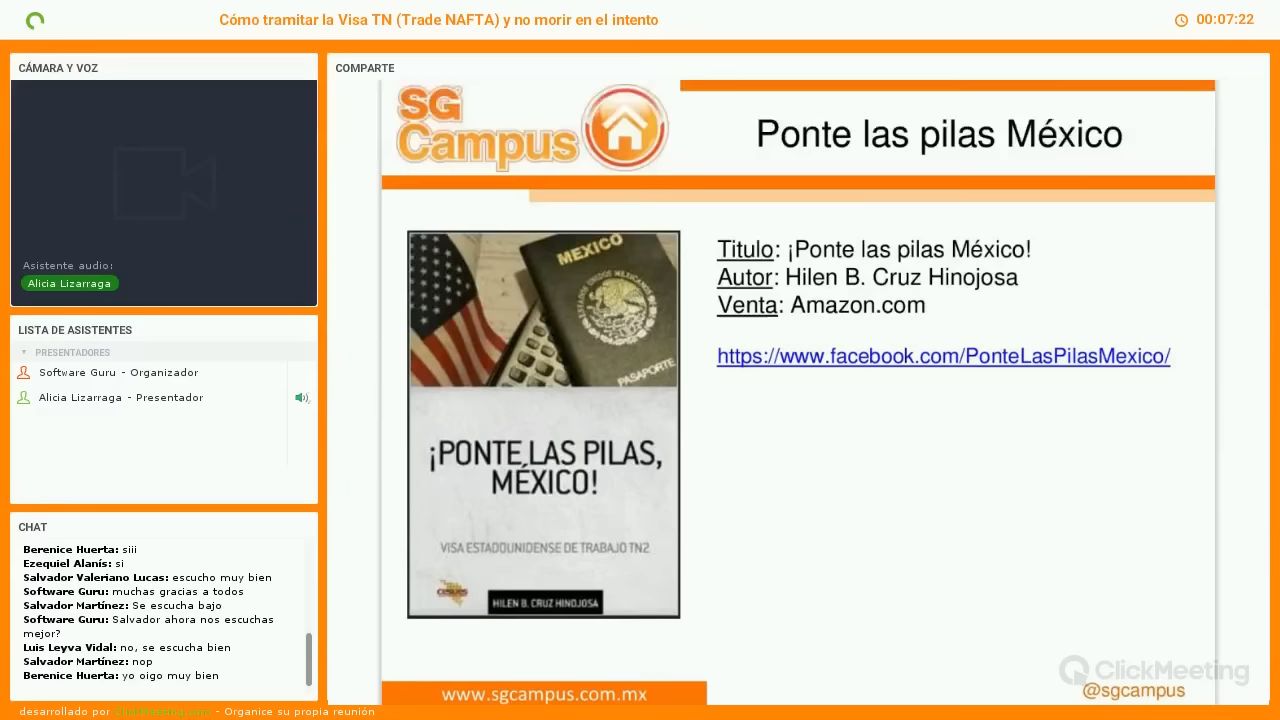 Cómo tramitar la Visa TN (Trade NAFTA) y no morir en el intento
00:07:22
CÁMARA Y VOZ
Asistente audio:
Alicia Lizarraga
LISTA DE ASISTENTES
PRESENTADORES
Software Guru - Organizador
Alicia Lizarraga - Presentador
CHAT
Berenice Huerta: siii
Ezequiel Alanís: si
Salvador Valeriano Lucas: escucho muy bien
Software Guru: muchas gracias a todos
Salvador Martínez: Se escucha bajo
Software Guru: Salvador ahora nos escuchas
mejor?
Luis Leyva Vidal: no, se escucha bien
Salvador Martínez: nop
Berenice Huerta: yo oigo muy bien
desarrollado por ClickMeeting.com - Organice su propia reunión
COMPARTE
SG
Campus
Ponte las pilas México
MEXICO
ESTADOS UNIDOS MEXICANOS
PASAPORTE
¡PONTE LAS PILAS,
MÉXICO!
VISA ESTADOUNIDENSE DE TRABAJO TN2
HILEN B. CRUZ HINOJOSA
Titulo: ¡Ponte las pilas México!
Autor: Hilen B. Cruz Hinojosa
Venta: Amazon.com
https://www.facebook.com/PonteLasPilasMexico/
www.sgcampus.com.mx
ClickMeeting
@sgcampus